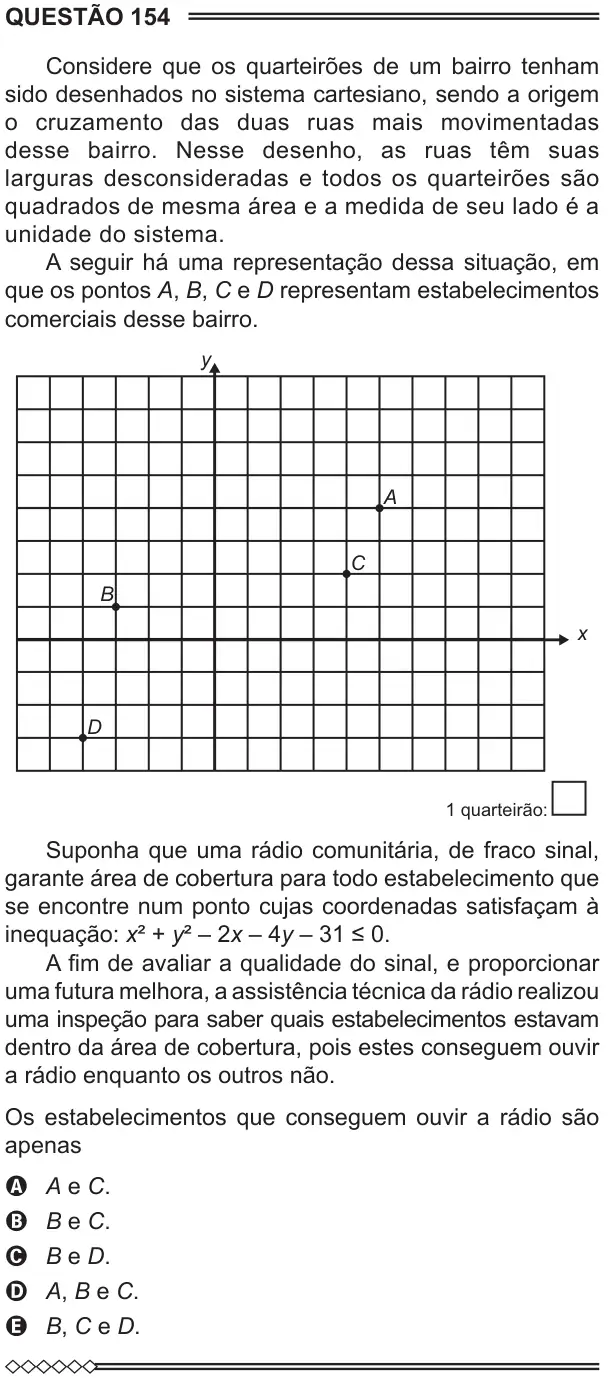 QUESTÃO 154
Considere que os quarteirões de um bairro tenham
sido desenhados no sistema cartesiano, sendo a origem
o cruzamento das duas ruas mais movimentadas
desse bairro. Nesse desenho, as ruas têm suas
larguras desconsideradas e todos os quarteirões são
quadrados de mesma área e a medida de seu lado é a
unidade do sistema.
A seguir há uma representação dessa situação, em
que os pontos A, B, C e D representam estabelecimentos
comerciais desse bairro.
y
A
C
B
x
D
1 quarteirão:
Suponha que uma rádio comunitária, de fraco sinal,
garante área de cobertura para todo estabelecimento que
se encontre num ponto cujas coordenadas satisfaçam à
inequação: x² + y² – 2x – 4y – 31 ≤ 0.
A fim de avaliar a qualidade do sinal, e proporcionar
uma futura melhora, a assistência técnica da rádio realizou
uma inspeção para saber quais estabelecimentos estavam
dentro da área de cobertura, pois estes conseguem ouvir
a rádio enquanto os outros não.
Os estabelecimentos que conseguem ouvir a rádio são
apenas
A A e C.
B B e C.
C B e D.
D A, B e C.
E B, C e D.